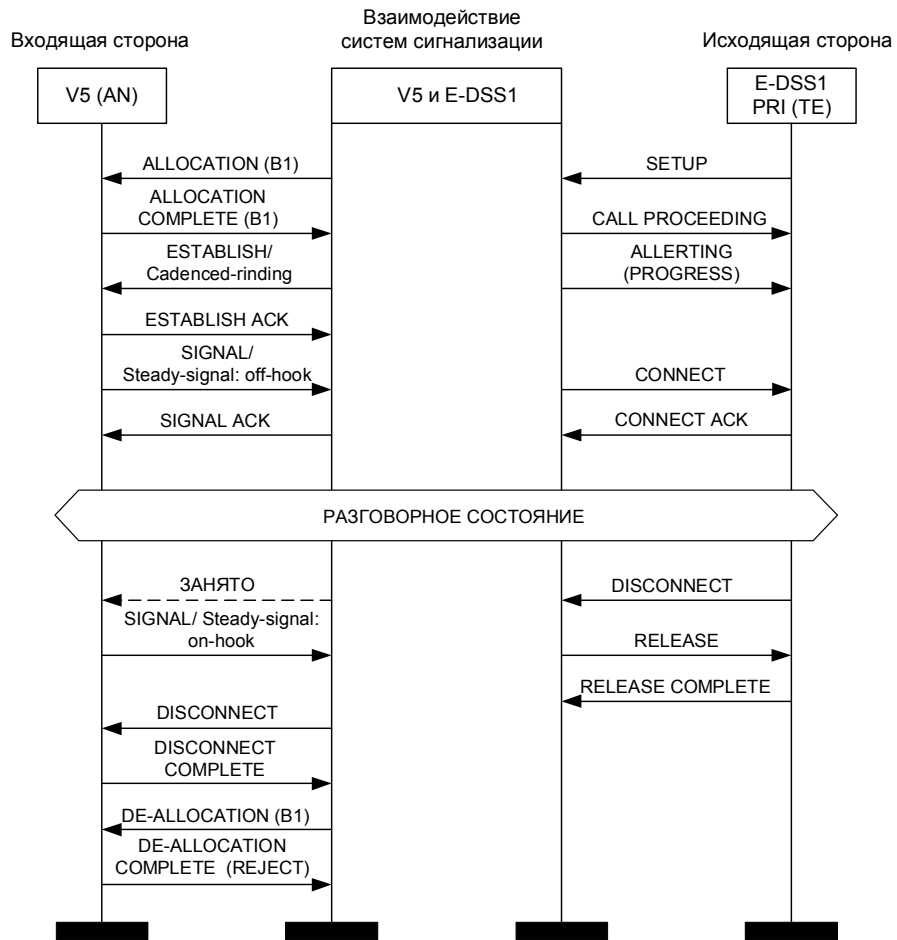 Взаимодействие
систем сигнализации
Входящая сторона
Исходящая сторона
V5 (AN)
V5 и E-DSS1
E-DSS1
PRI (TE)
ALLOCATION (B1)
SETUP
ALLOCATION
COMPLETE (B1)
CALL PROCEEDING
ESTABLISH/
Cadenced-rinding
ALLERTING
(PROGRESS)
ESTABLISH ACK
SIGNAL/
Steady-signal: off-hook
CONNECT
SIGNAL ACK
CONNECT ACK
РАЗГОВОРНОЕ СОСТОЯНИЕ
ЗАНЯТО
DISCONNECT
SIGNAL/ Steady-signal:
on-hook
RELEASE
RELEASE COMPLETE
DISCONNECT
DISCONNECT
COMPLETE
DE-ALLOCATION (B1)
DE-ALLOCATION
COMPLETE (REJECT)